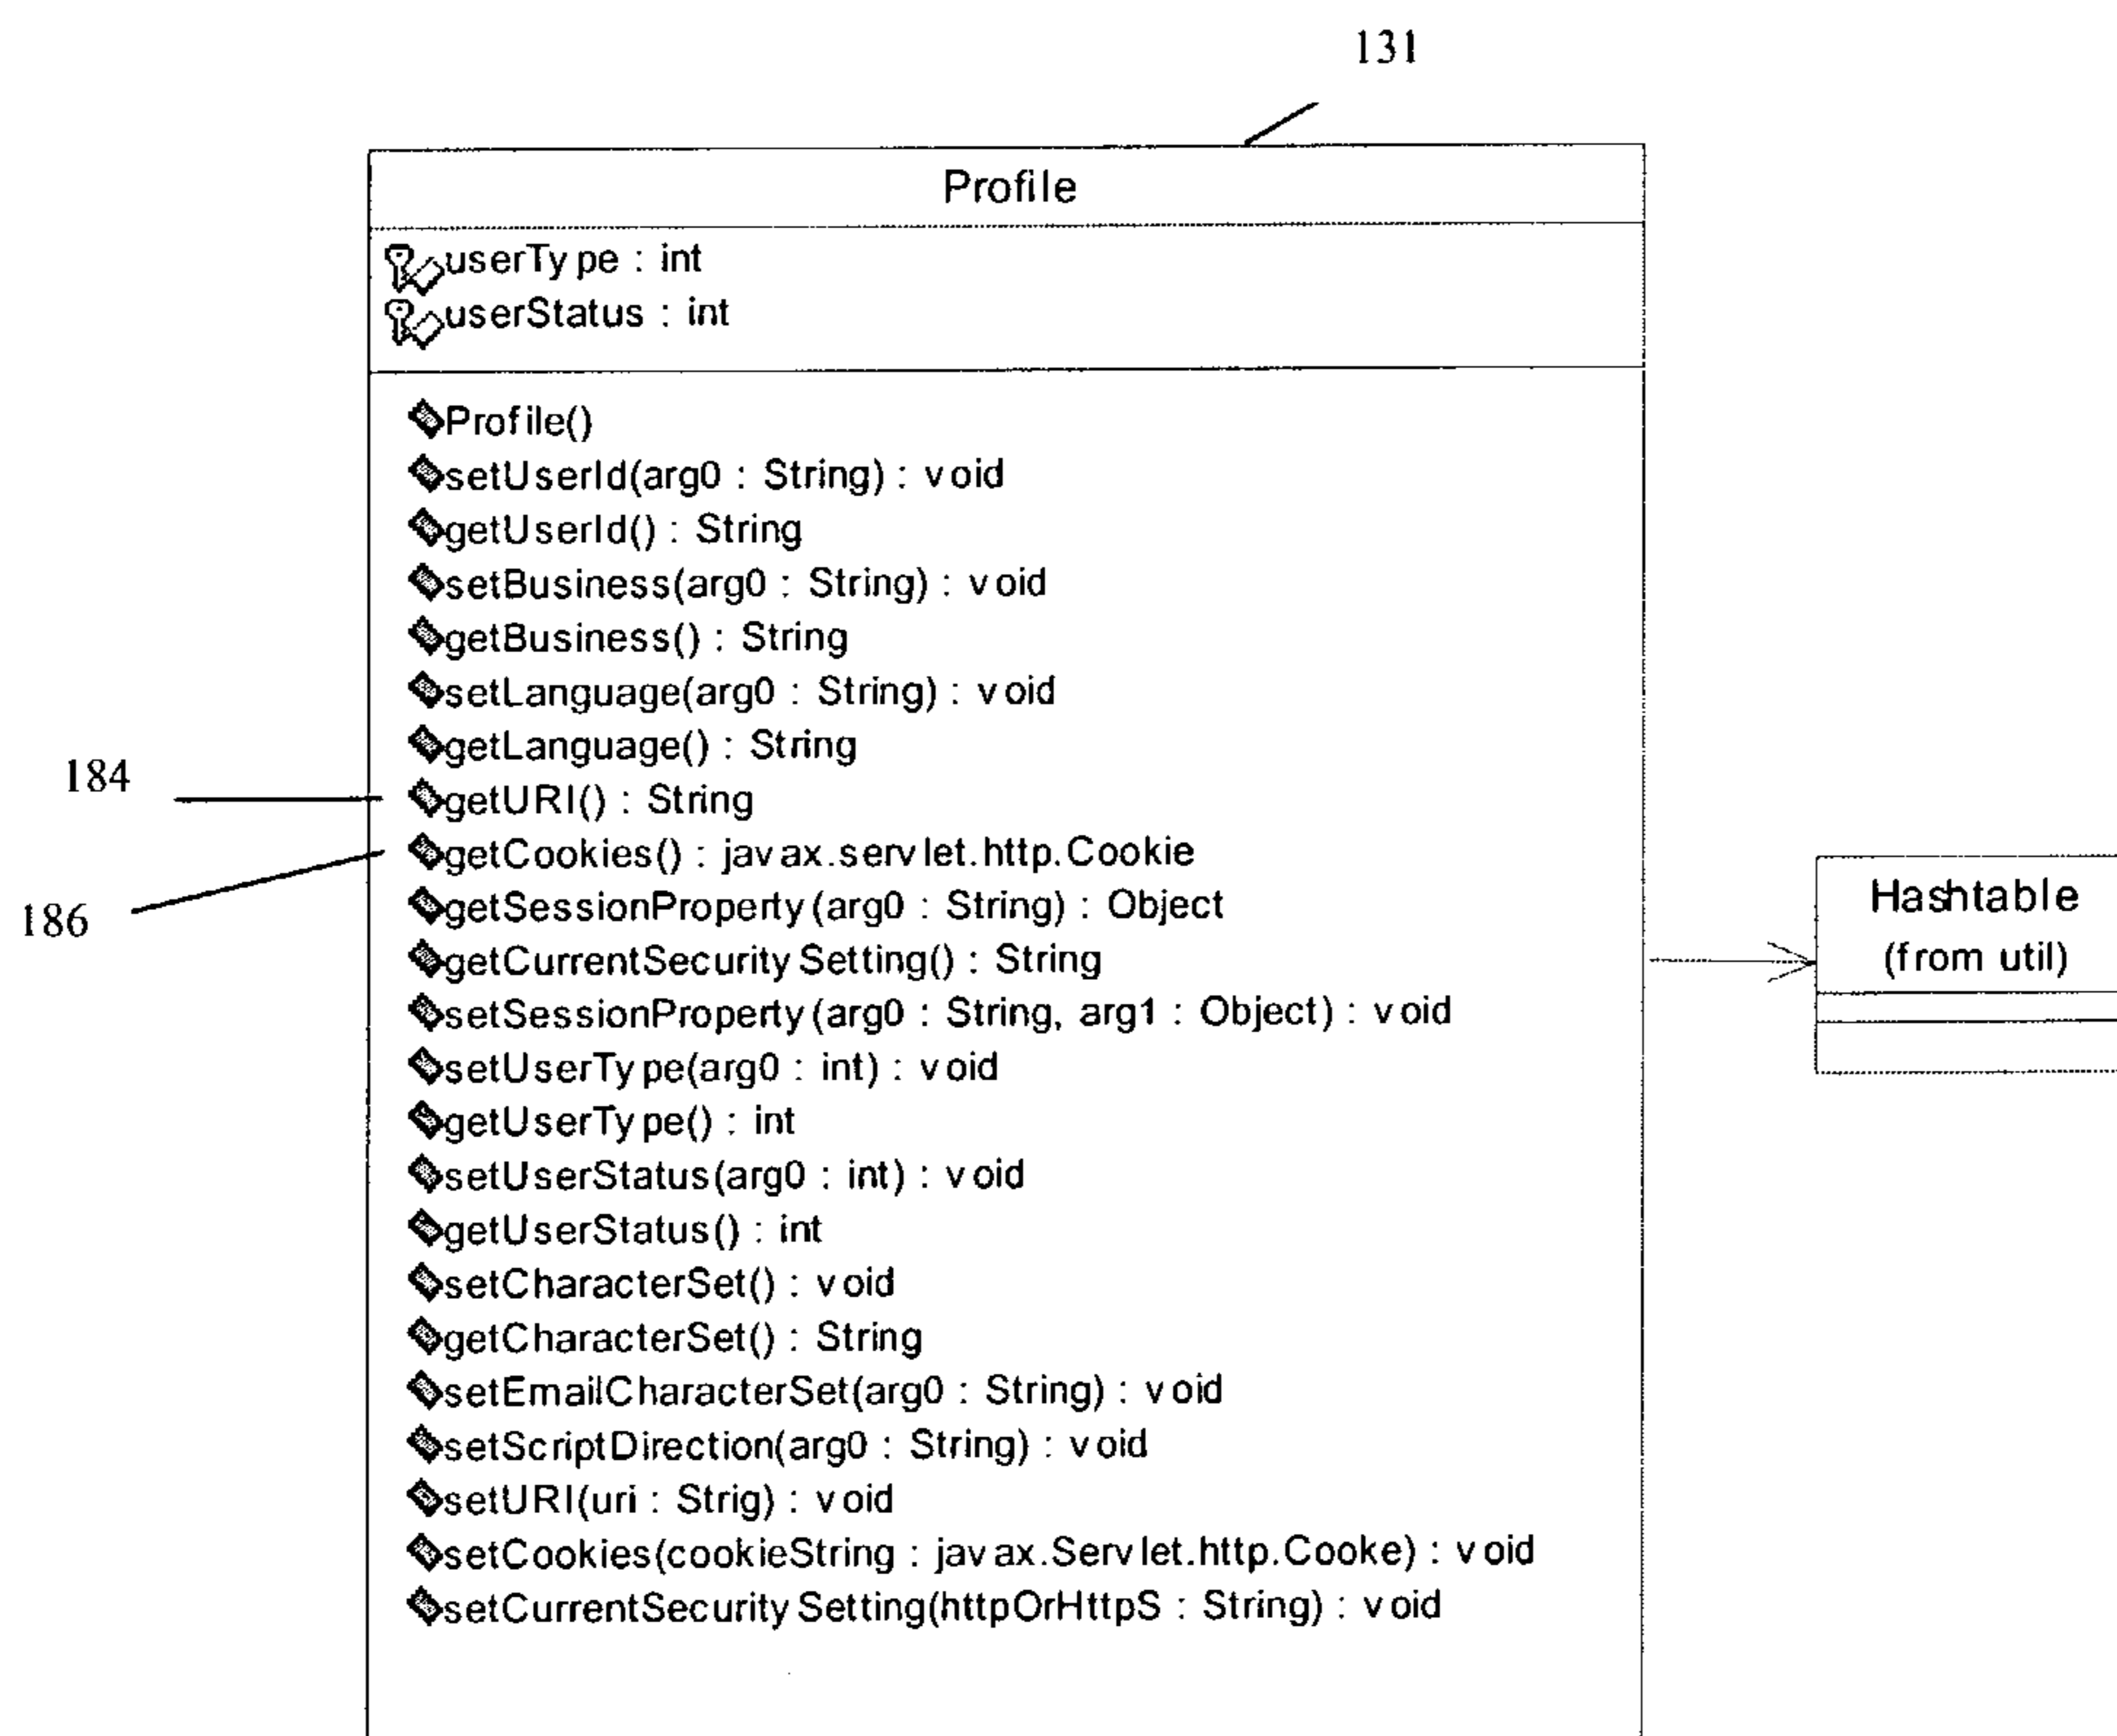 131
Profile
userType : int
userStatus : int
Profile()
setUserId(arg0 : String) : void
getUserId() : String
setBusiness(arg0 : String) : void
getBusiness() : String
setLanguage(arg0 : String) : void
getLanguage() : String
184
getURI() : String
getCookies() : javax.servlet.http.Cookie
186
getSessionProperty(arg0 : String) : Object
getCurrentSecuritySetting() : String
setSessionProperty(arg0 : String, arg1 : Object) : void
setUserType(arg0 : int) : void
getUserType() : int
setUserStatus(arg0 : int) : void
getUserStatus() : int
setCharacterSet() : void
getCharacterSet() : String
setEmailCharacterSet(arg0 : String) : void
setScriptDirection(arg0 : String) : void
setURI(uri : Strig) : void
setCookies(cookieString : javax.Servlet.http.Cooke) : void
setCurrentSecuritySetting(httpOrHttpS : String) : void
Hashtable
(from util)